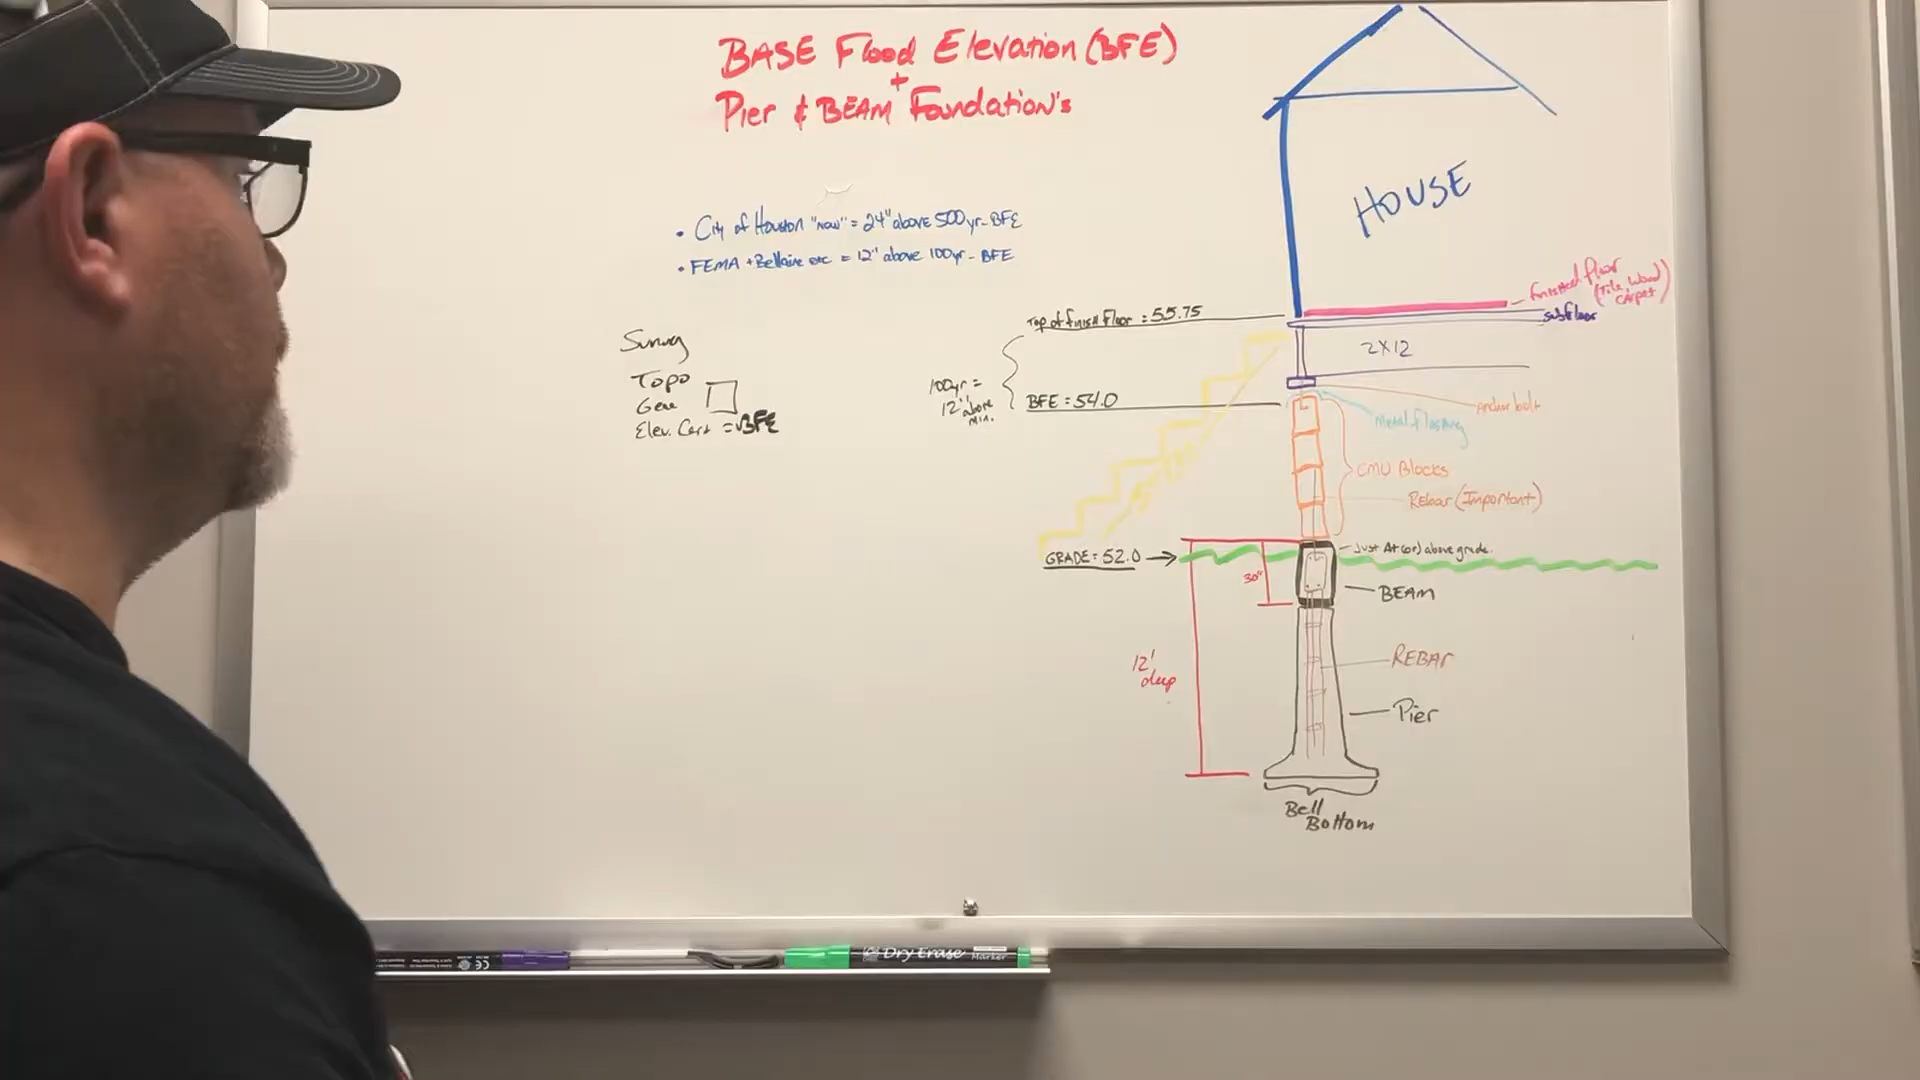 BASE Flood Elevation (BFE)
+
Pier & BEAM Foundation's
• City of Houston "now" = 24" above 500yr-BFE
• FEMA + Bellaire etc = 12" above 100yr-BFE
Survey
Topo
Elev. Cert = BFE
Top of finish floor = 55.75
100yr =
12"
above
min.
BFE = 54.0
GRADE = 52.0
30"
12'
deep
HOUSE
finished floor
(Tile, Wood)
Carpet
Subfloor
2x12
Anchor bolt
Metal flashing
CMU Blocks
Rebar (Important)
Just At (or) above grade.
BEAM
REBAR
Pier
Bell
Bottom
Dry Erase
Marker